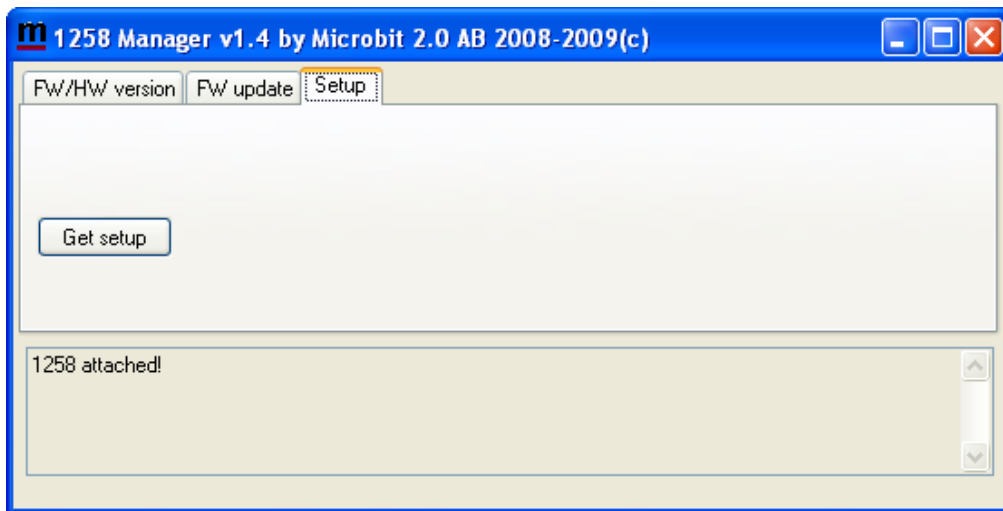 m 1258 Manager v1.4 by Microbit 2.0 AB 2008-2009(c)
FW/HW version FW update Setup
Get setup
1258 attached!